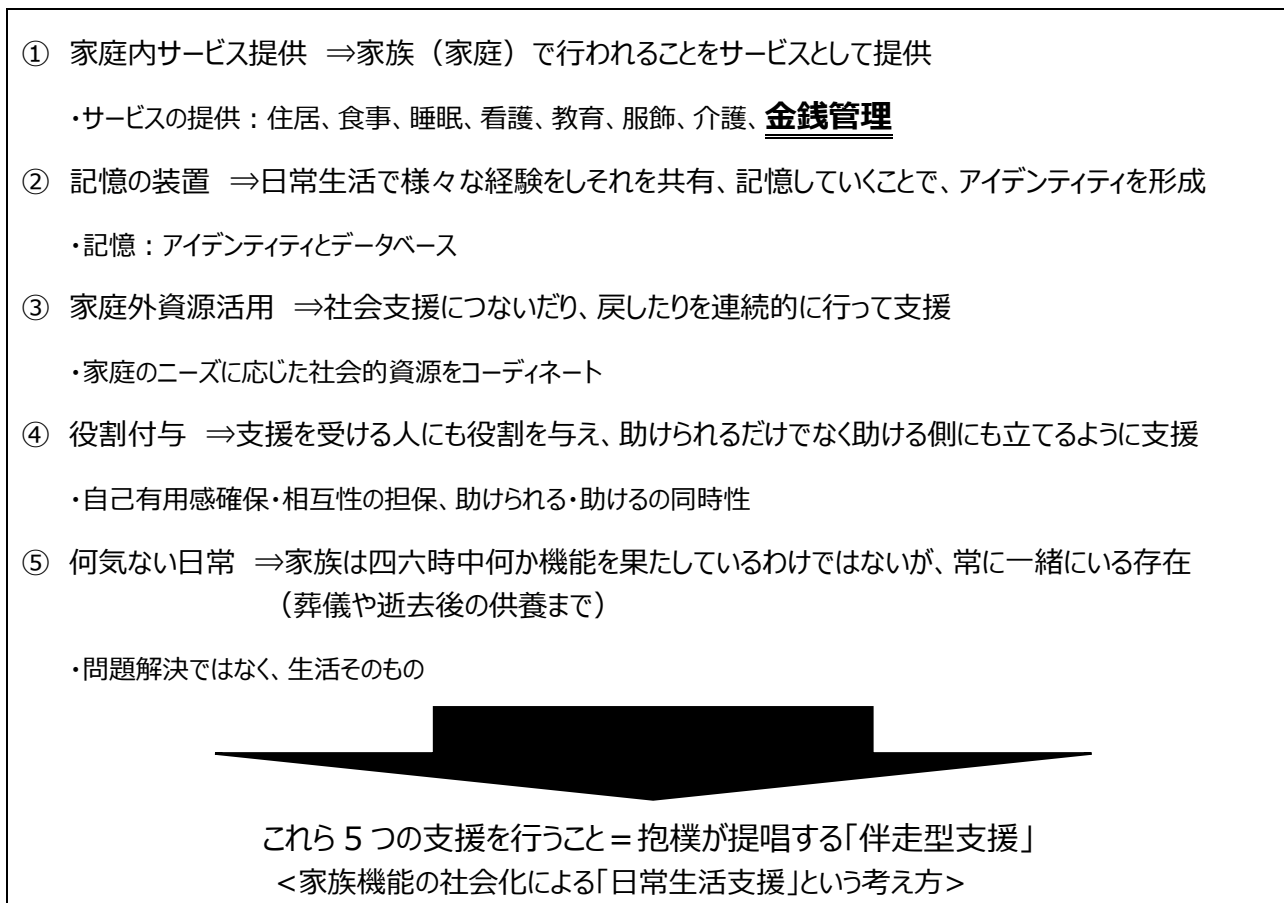 ① 家庭内サービス提供 ⇒家族（家庭）で行われることをサービスとして提供
・サービスの提供：住居、食事、睡眠、看護、教育、服飾、介護、金銭管理
② 記憶の装置 ⇒日常生活で様々な経験をしそれを共有、記憶していくことで、アイデンティティを形成
・記憶：アイデンティティとデータベース
③ 家庭外資源活用 ⇒社会支援につないだり、戻したりを連続的に行って支援
・家庭のニーズに応じた社会的資源をコーディネート
④ 役割付与 ⇒支援を受ける人にも役割を与え、助けられるだけでなく助ける側にも立てるように支援
・自己有用感確保・相互性の担保、助けられる・助けるの同時性
⑤ 何気ない日常 ⇒家族は四六時中何か機能を果たしているわけではないが、常に一緒にいる存在
（葬儀や逝去後の供養まで）
・問題解決ではなく、生活そのもの
これら５つの支援を行うこと＝抱樸が提唱する「伴走型支援」
＜家族機能の社会化による「日常生活支援」という考え方＞